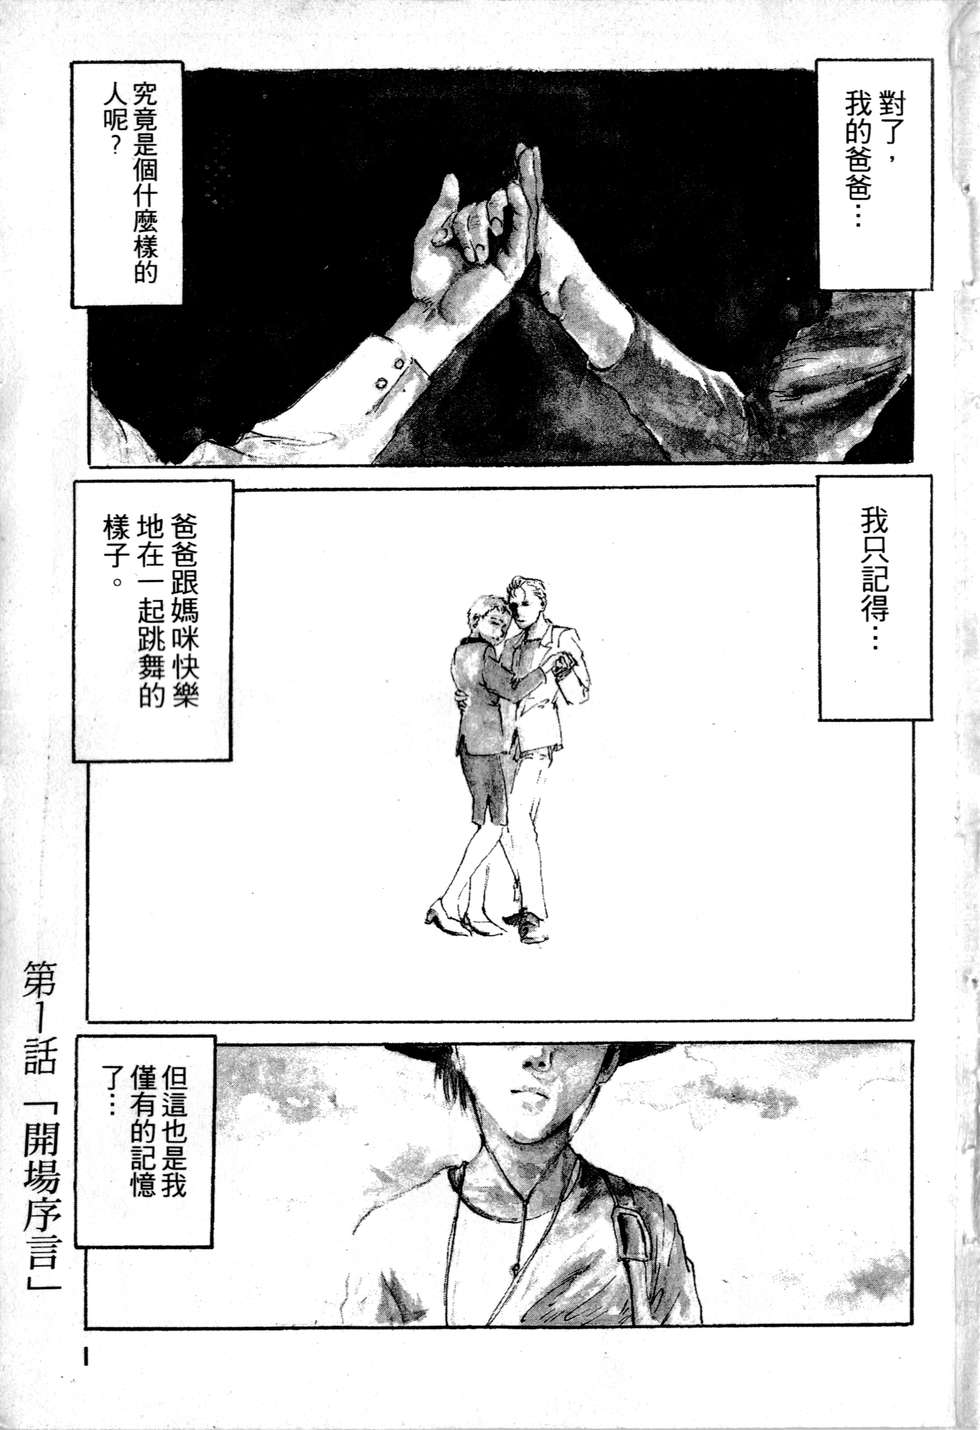 對了，
我的爸爸…
究竟是個什麼樣的
人呢？
我只記得…
爸爸跟媽咪快樂
地在一起跳舞的
樣子。
但這也是我
僅有的記憶
了…
第1話「開場序言」
1